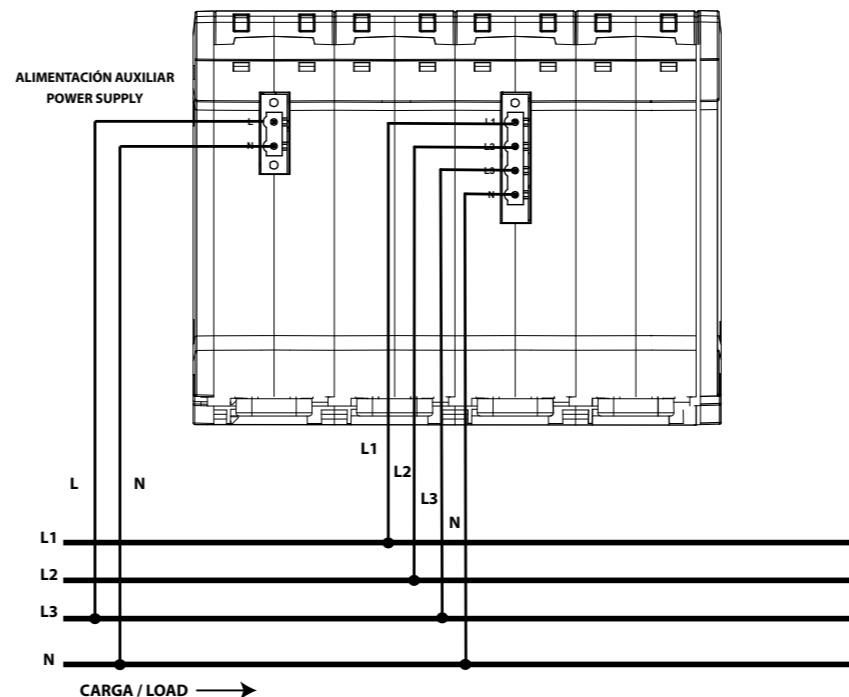 ALIMENTACIÓN AUXILIAR
POWER SUPPLY
L
N
L1
L2
L3
N
L1
L2
L3
N
L
N
L1
L2
L3
N
CARGA / LOAD